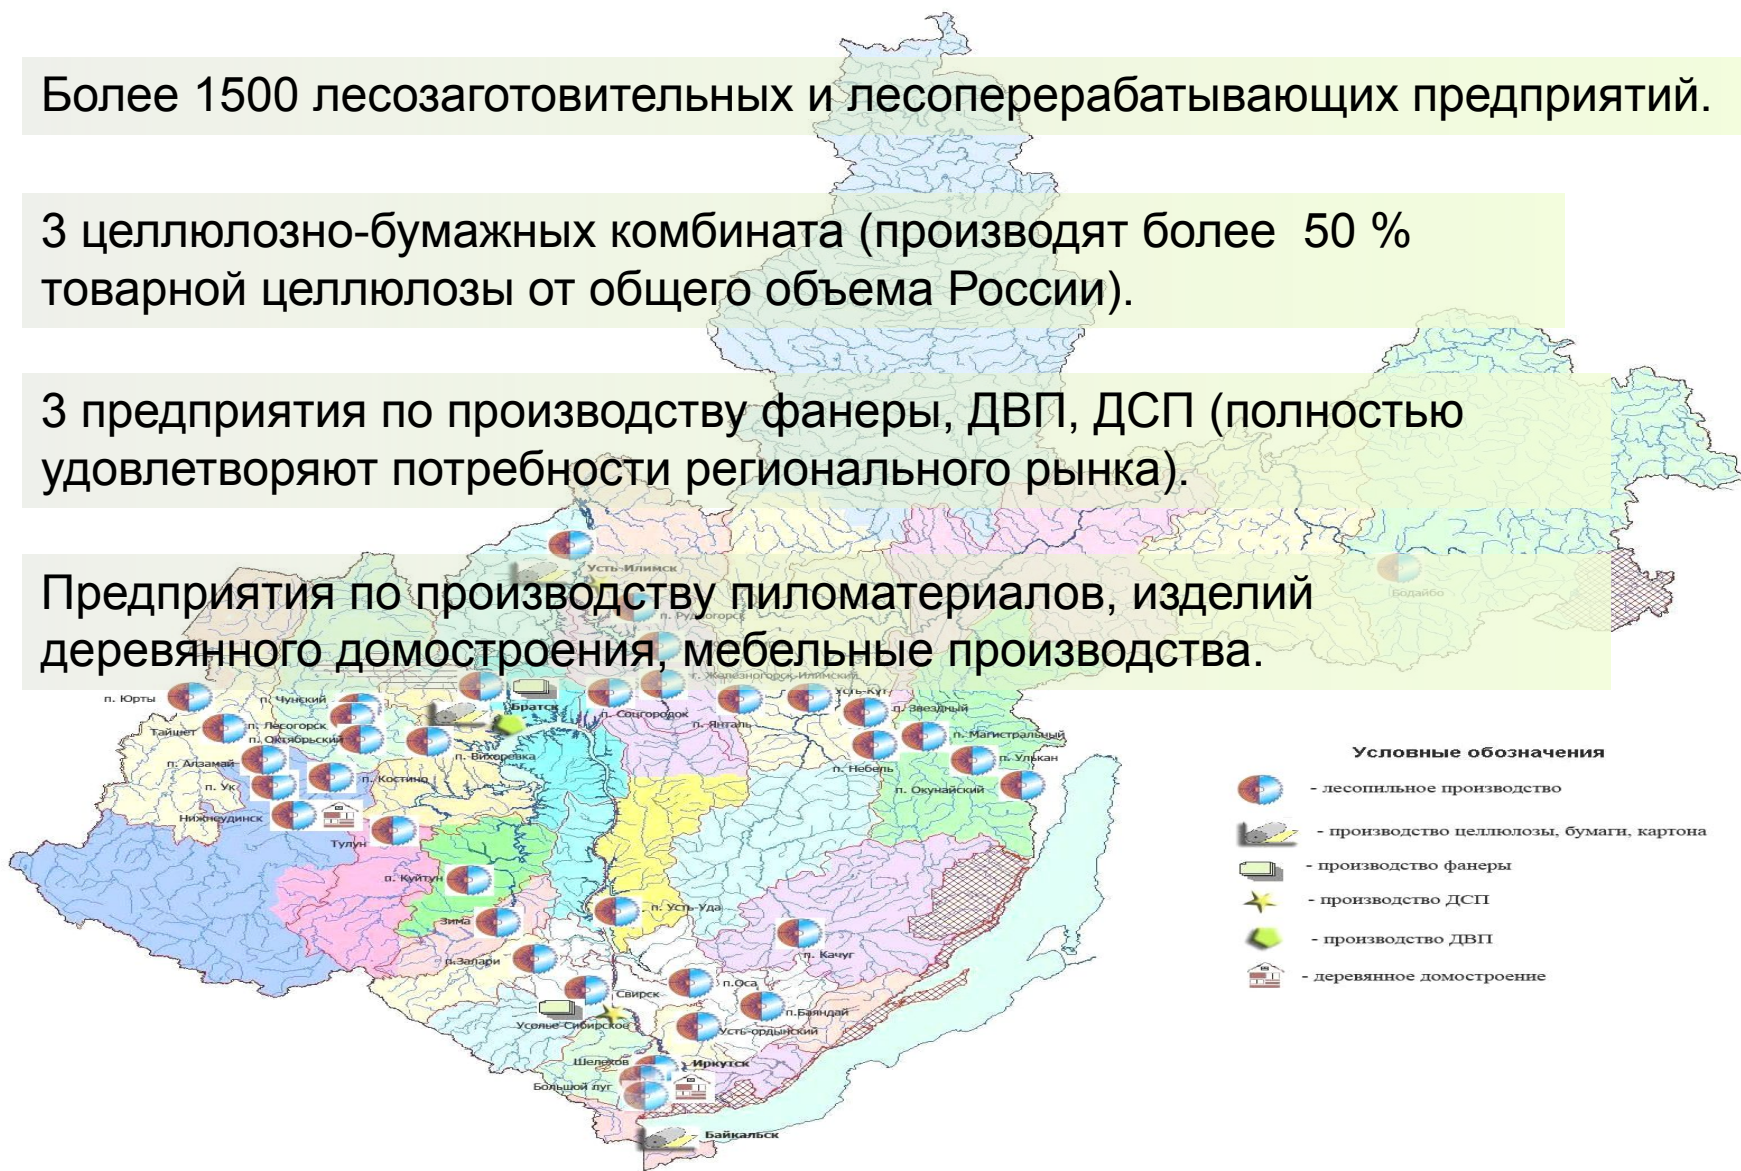 Более 1500 лесозаготовительных и лесоперерабатывающих предприятий.
3 целлюлозно-бумажных комбината (производят более 50 %
товарной целлюлозы от общего объема России).
3 предприятия по производству фанеры, ДВП, ДСП (полностью
удовлетворяют потребности регионального рынка).
Предприятия по производству пиломатериалов, изделий
деревянного домостроения, мебельные производства.
Усть-Илимск
Бодайбо
п. Рудногорск
г. Железногорск-Илимский
п. Юрты
п. Чунский
Братск
п. Соцгородок
п. Янталь
Усть-Кут
п. Звездный
Тайшет
п. Лесогорск
п. Октябрьский
п. Вихоревка
п. Магистральный
п. Алзамай
п. Костино
п. Небель
п. Улькан
п. Ук
п. Окунайский
Нижнеудинск
Тулун
п. Куйтун
Зима
п. Усть-Уда
п.Залари
п. Качуг
Свирск
п.Оса
п.Баяндай
Усолье-Сибирское
Усть-ордынский
Шелехов
Иркутск
Большой луг
Байкальск
Условные обозначения
- лесопильное производство
- производство целлюлозы, бумаги, картона
- производство фанеры
- производство ДСП
- производство ДВП
- деревянное домостроение